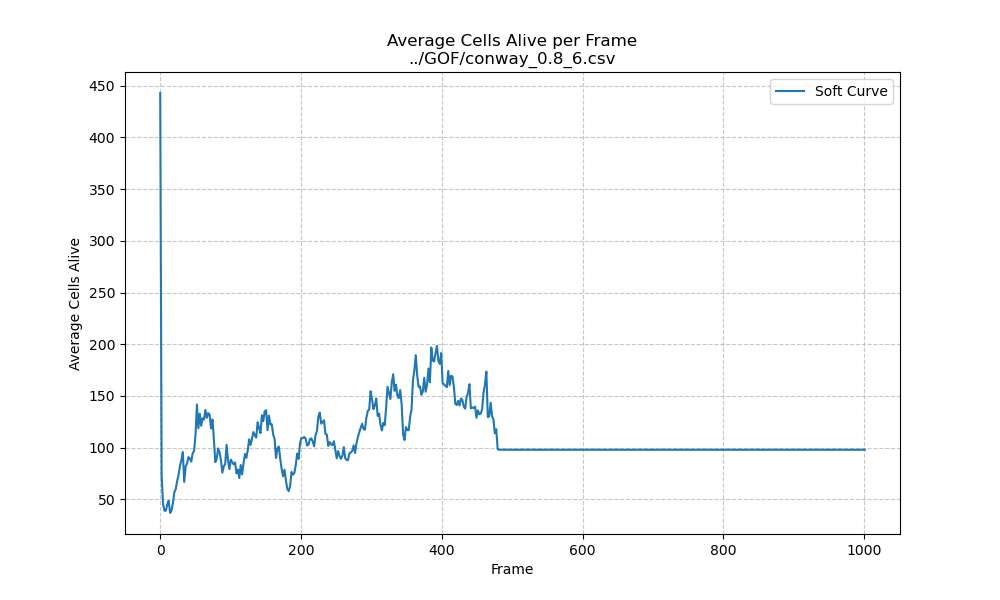 Average Cells Alive per Frame
../GOF/conway_0.8_6.csv
Soft Curve
Average Cells Alive
450
400
350
300
250
200
150
100
50
0 200 400 600 800 1000
Frame